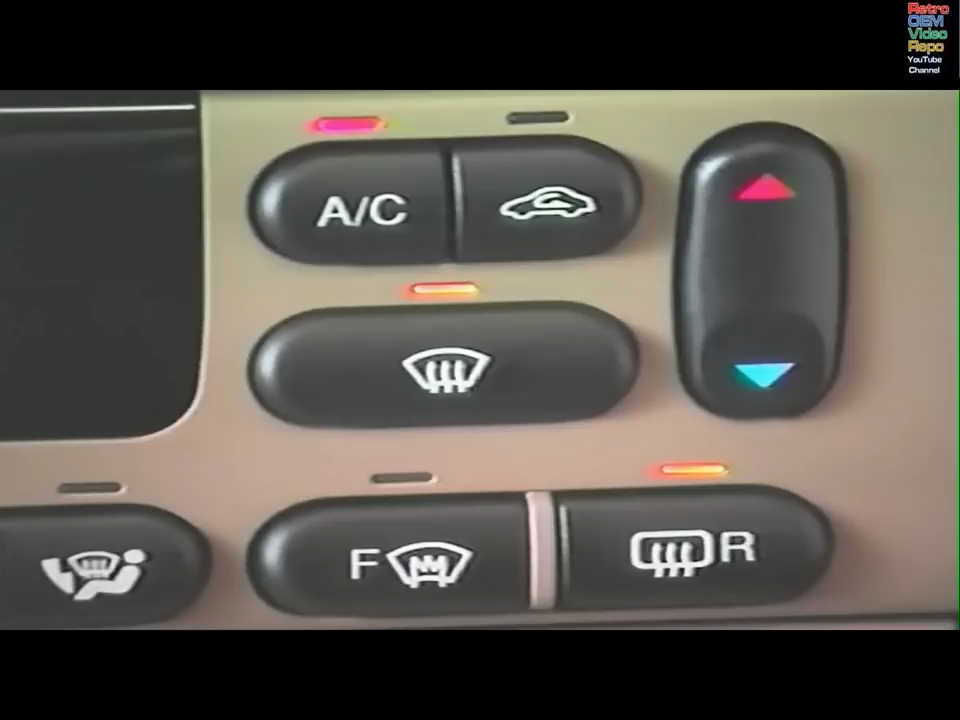 Retro
OEM
Video
Repo
YouTube
Channel
A/C
F
R